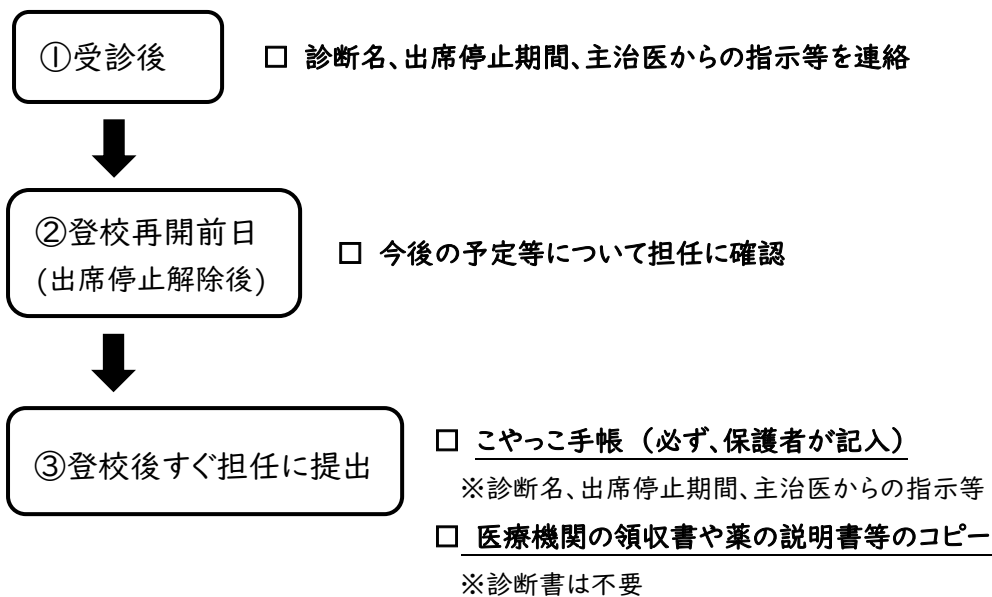 ①受診後
□ 診断名、出席停止期間、主治医からの指示等を連絡
②登校再開前日
(出席停止解除後)
□ 今後の予定等について担任に確認
③登校後すぐ担任に提出
□ こやっこ手帳 （必ず、保護者が記入）
※診断名、出席停止期間、主治医からの指示等
□ 医療機関の領収書や薬の説明書等のコピー
※診断書は不要